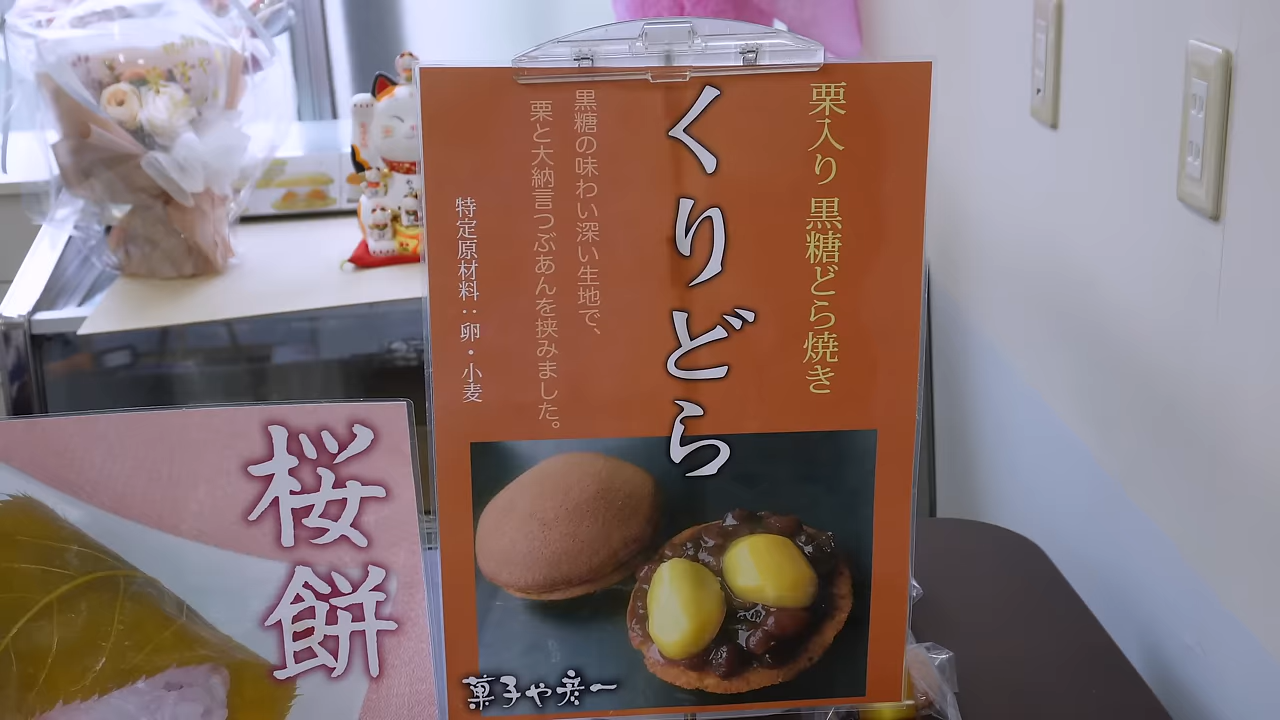 栗入り 黒糖どら焼き
くりどら
黒糖の味わい深い生地で、
栗と大納言つぶあんを挟みました。
特定原材料：卵・小麦
菓子や彦一
桜餅